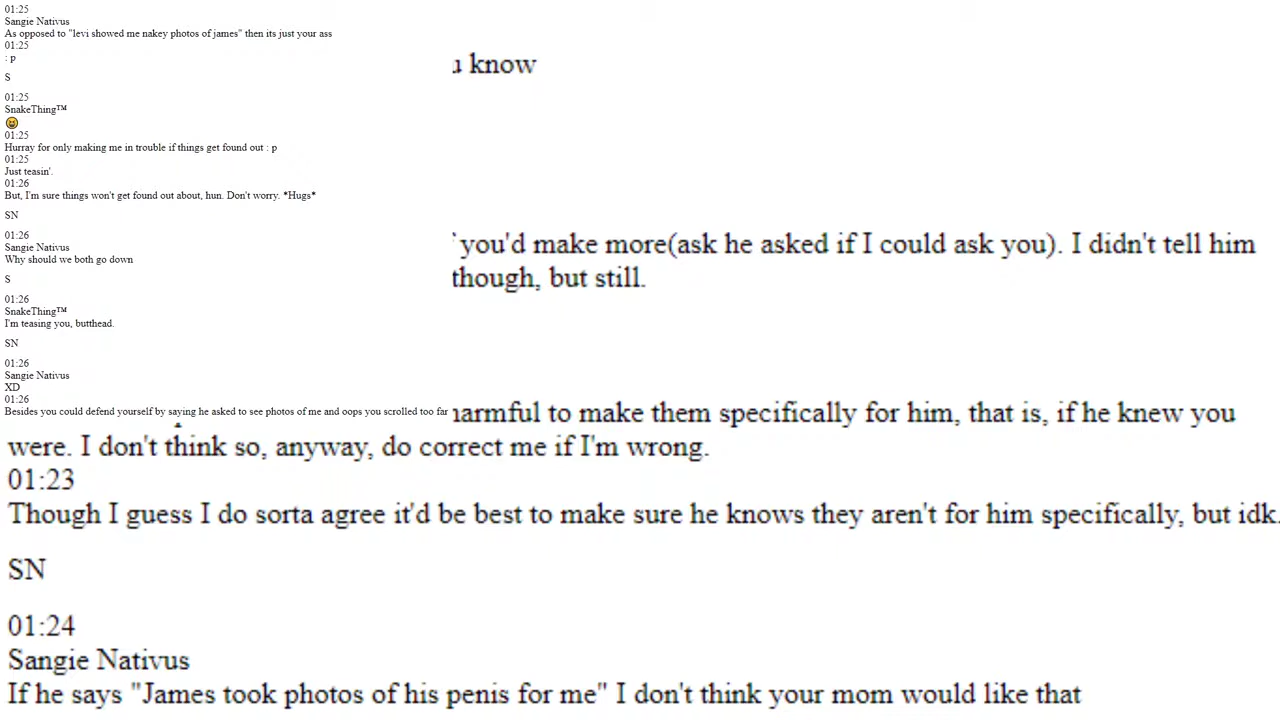 01:25
Sangie Nativus
As opposed to "levi showed me nakey photos of james" then its just your ass
01:25
: p
S
01:25
SnakeThing™
01:25
Hurray for only making me in trouble if things get found out : p
01:25
Just teasin'.
01:26
But, I'm sure things won't get found out about, hun. Don't worry. *Hugs*
SN
01:26
Sangie Nativus
Why should we both go down
S
01:26
SnakeThing™
I'm teasing you, butthead.
SN
01:26
Sangie Nativus
XD
01:26
Besides you could defend yourself by saying he asked to see photos of me and oops you scrolled too far
know
you'd make more(ask he asked if I could ask you). I didn't tell him
though, but still.
harmful to make them specifically for him, that is, if he knew you
were. I don't think so, anyway, do correct me if I'm wrong.
01:23
Though I guess I do sorta agree it'd be best to make sure he knows they aren't for him specifically, but idk.
SN
01:24
Sangie Nativus
If he says "James took photos of his penis for me" I don't think your mom would like that